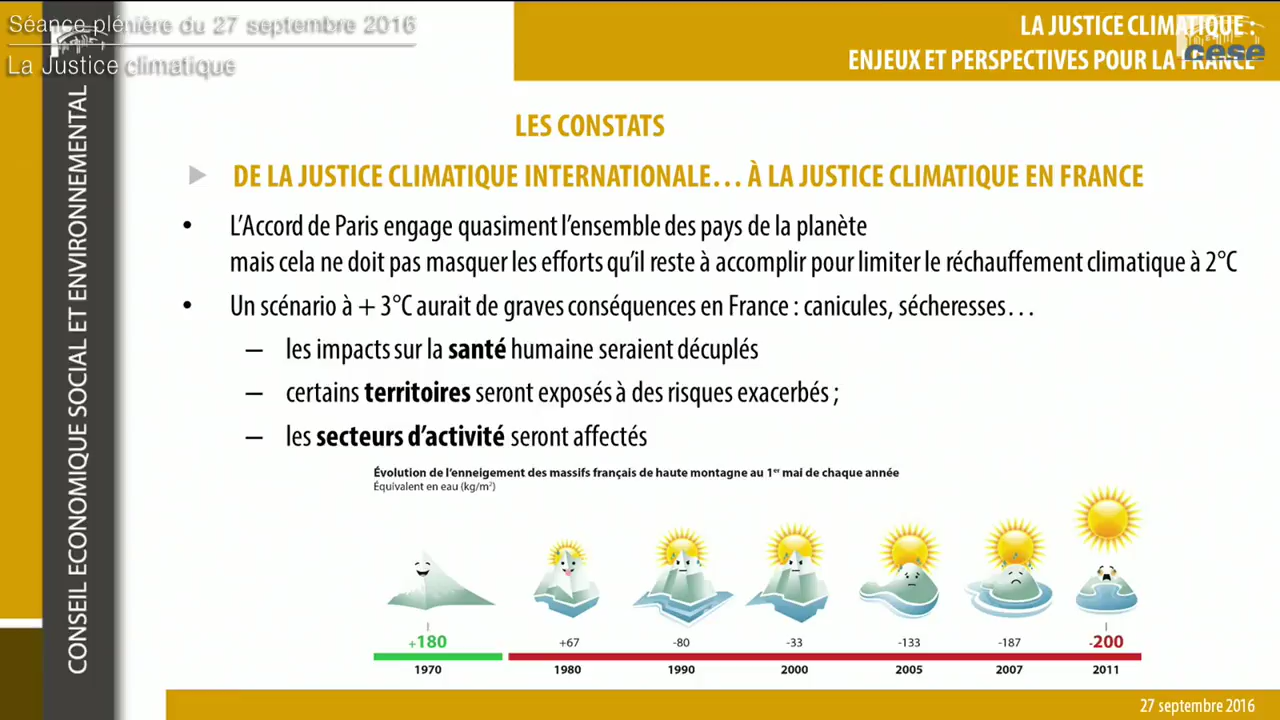 Séance plénière du 27 septembre 2016
La Justice climatique
LA JUSTICE CLIMATIQUE :
ENJEUX ET PERSPECTIVES POUR LA FRANCE
cese
CONSEIL ECONOMIQUE SOCIAL ET ENVIRONNEMENTAL
LES CONSTATS
DE LA JUSTICE CLIMATIQUE INTERNATIONALE… À LA JUSTICE CLIMATIQUE EN FRANCE
• L’Accord de Paris engage quasiment l’ensemble des pays de la planète
mais cela ne doit pas masquer les efforts qu’il reste à accomplir pour limiter le réchauffement climatique à 2°C
• Un scénario à + 3°C aurait de graves conséquences en France : canicules, sécheresses…
– les impacts sur la santé humaine seraient décuplés
– certains territoires seront exposés à des risques exacerbés ;
– les secteurs d’activité seront affectés
Évolution de l’enneigement des massifs français de haute montagne au 1er mai de chaque année
Équivalent en eau (kg/m²)
+180 +67 -80 -33 -133 -187 -200
1970 1980 1990 2000 2005 2007 2011
27 septembre 2016